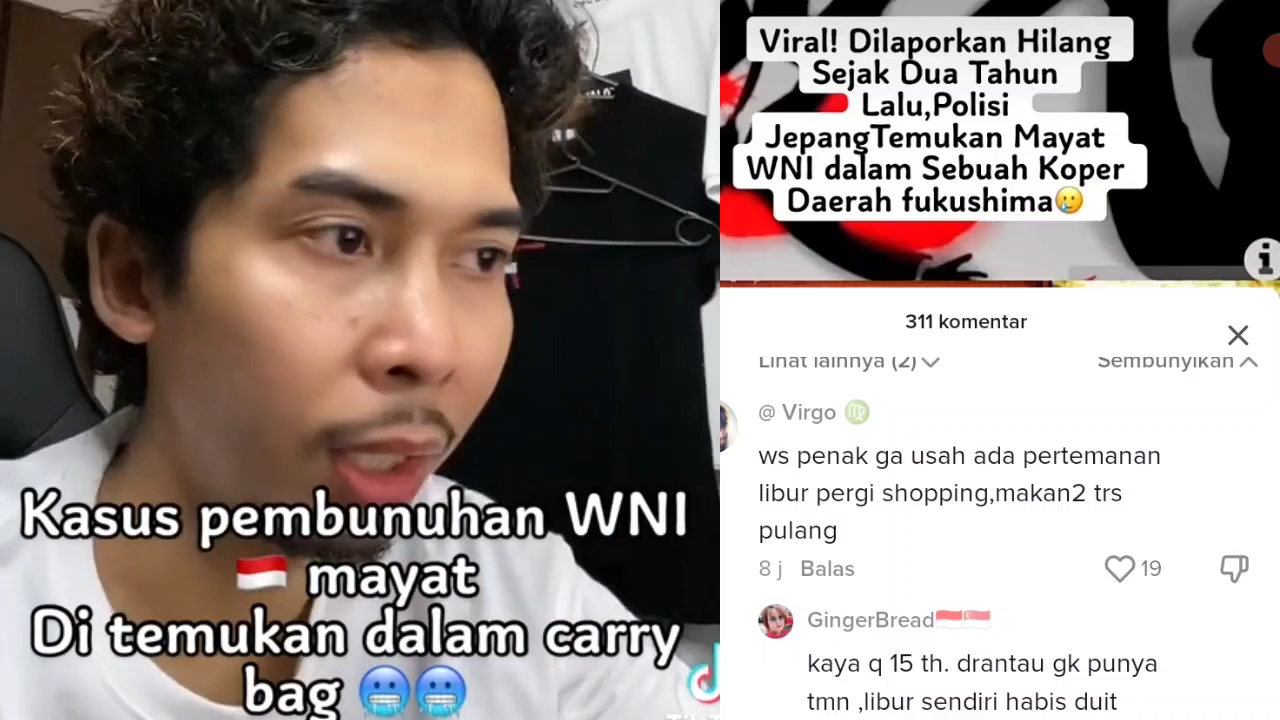 Kasus pembunuhan WNI
🇮🇩 mayat
Di temukan dalam carry
bag 🥶🥶
Viral! Dilaporkan Hilang
Sejak Dua Tahun
Lalu,Polisi
JepangTemukan Mayat
WNI dalam Sebuah Koper
Daerah fukushima🥲
311 komentar
Lihat lainnya (2)
Sembunyikan
@ Virgo ♍
ws penak ga usah ada pertemanan
libur pergi shopping,makan2 trs
pulang
8 j Balas
19
GingerBread🇮🇩🇸🇬
kaya q 15 th. drantau gk punya
tmn ,libur sendiri habis duit